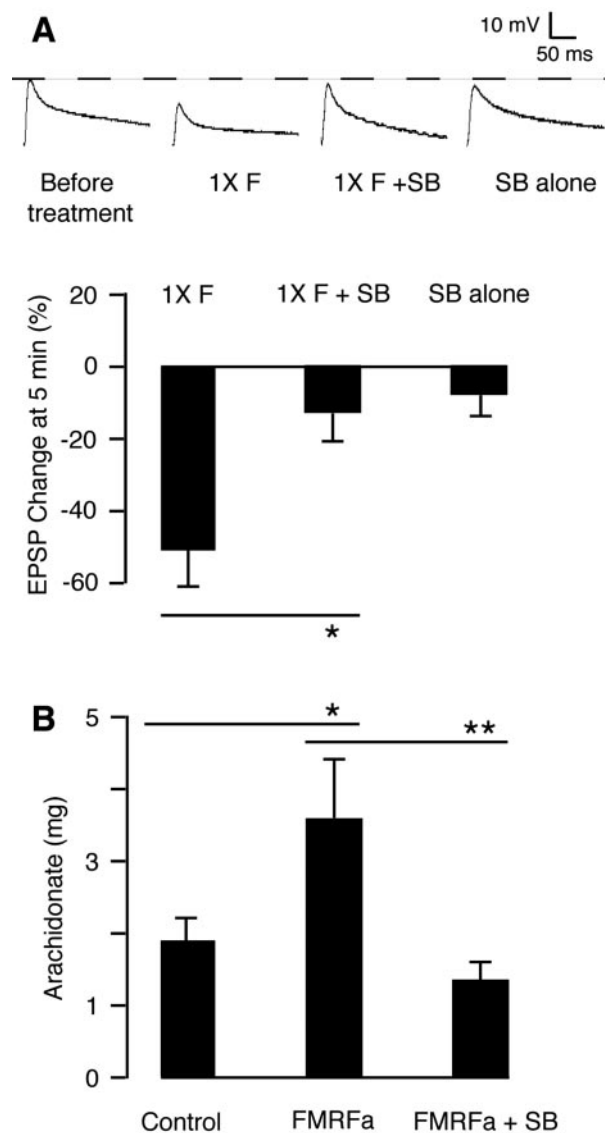 A
10 mV
50 ms
Before
treatment
1X F
1X F +SB
SB alone
EPSP Change at 5 min (%)
20
0
-20
-40
-60
1X F
1X F + SB
SB alone
*
B
Arachidonate (mg)
5
3
1
0
*
**
Control
FMRFa
FMRFa + SB